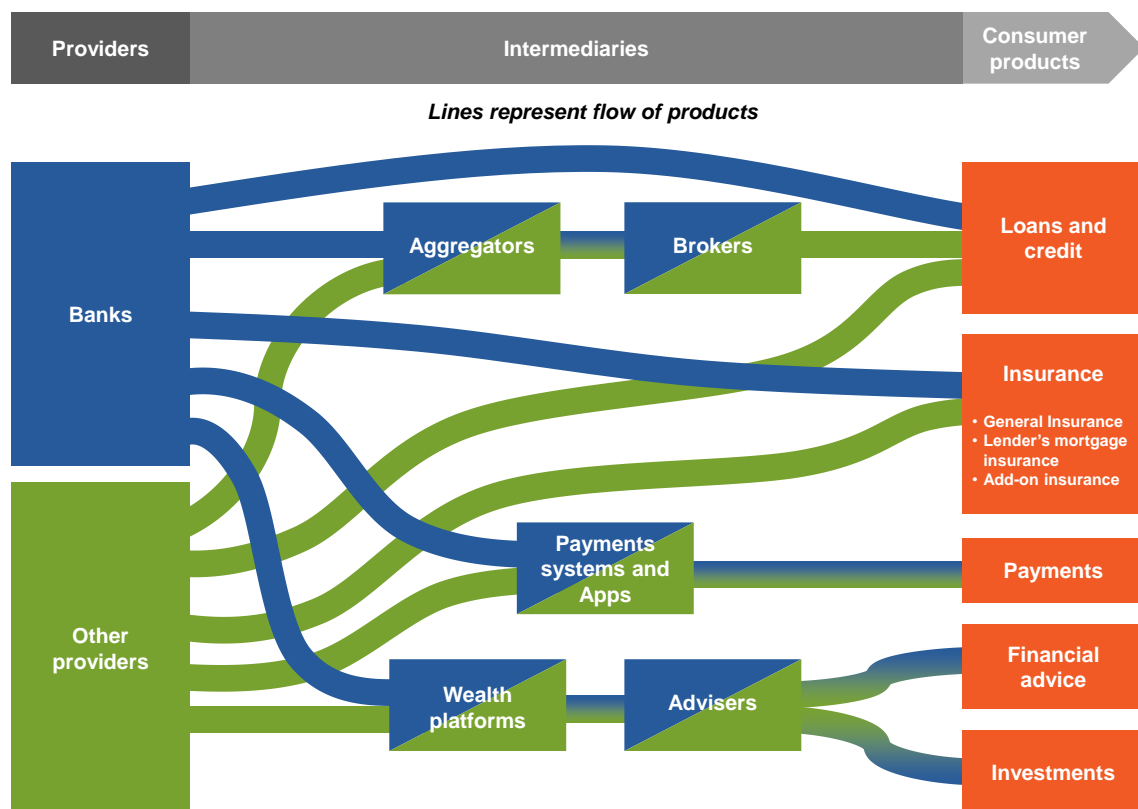 Providers
Intermediaries
Consumer
products
Lines represent flow of products
Banks
Other
providers
Aggregators
Brokers
Payments
systems and
Apps
Wealth
platforms
Advisers
Loans and
credit
Insurance
• General Insurance
• Lender's mortgage
insurance
• Add-on insurance
Payments
Financial
advice
Investments